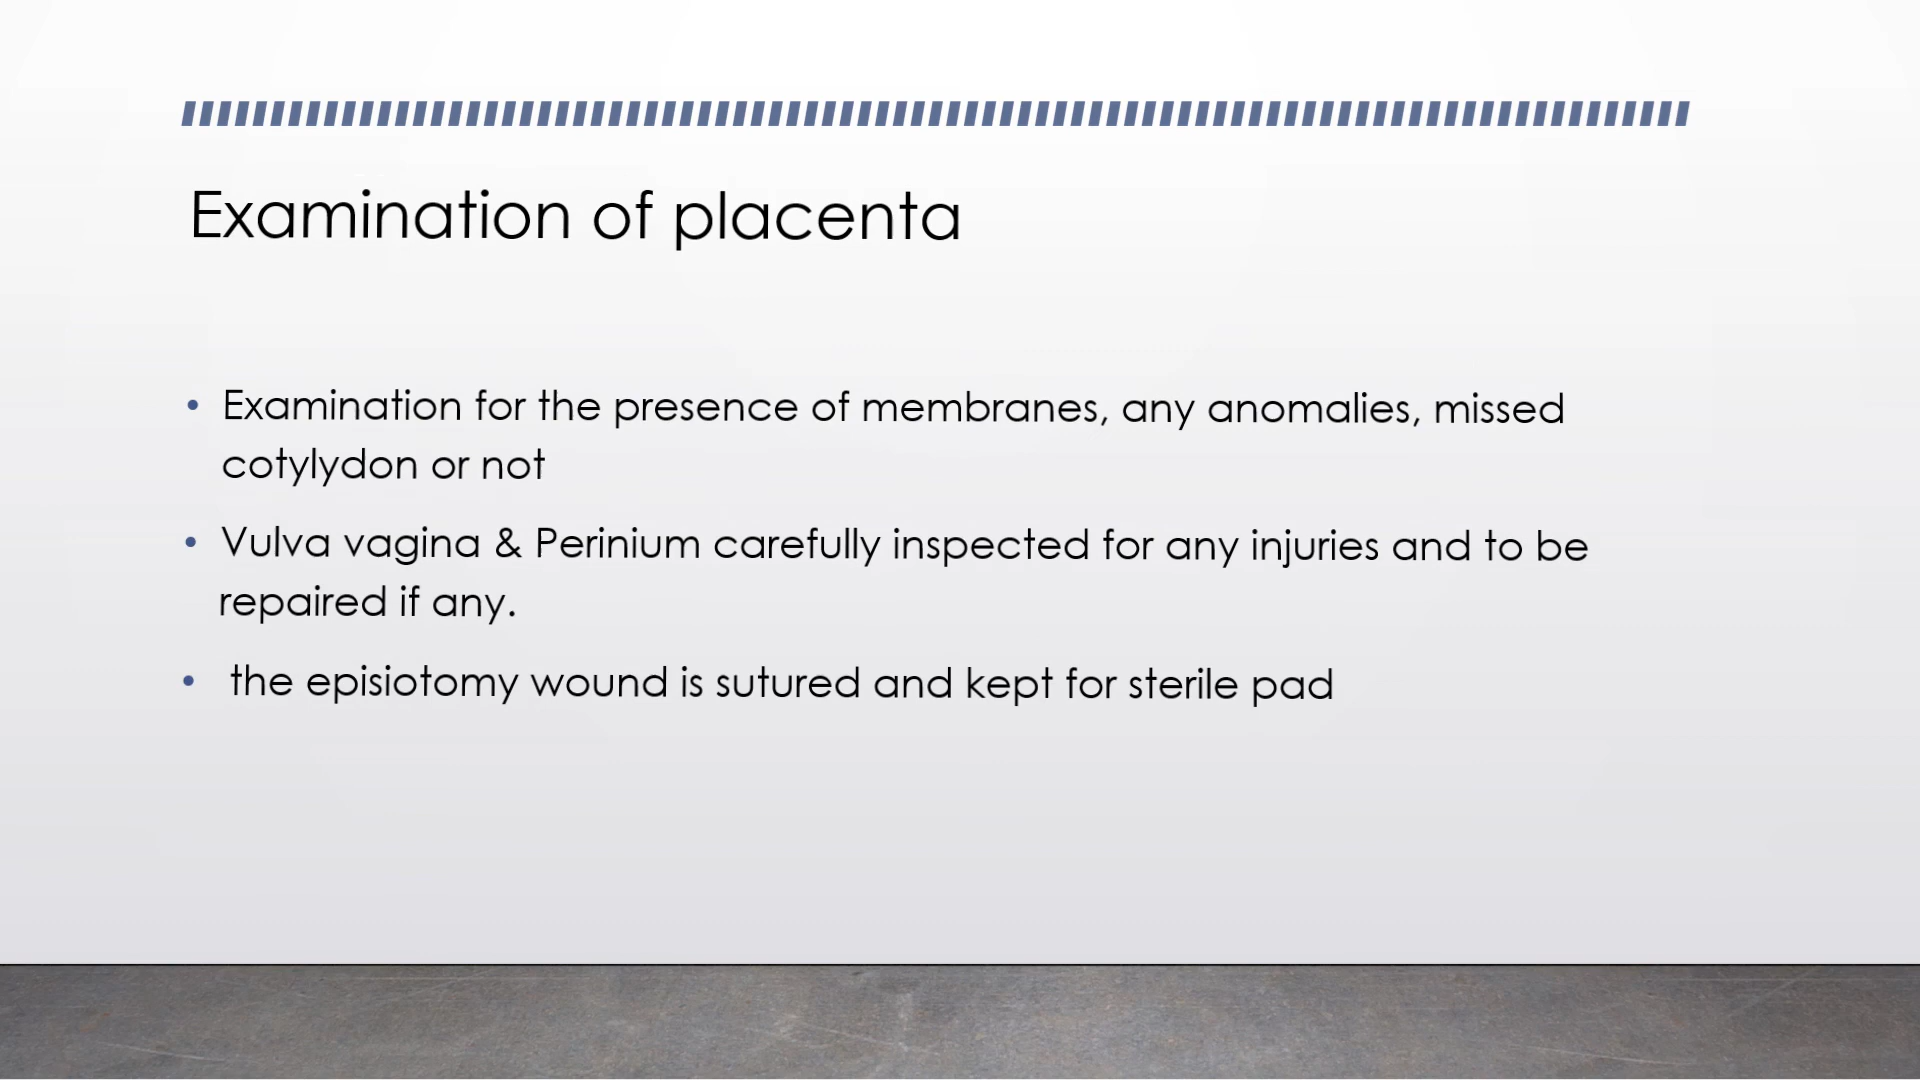 Examination of placenta
• Examination for the presence of membranes, any anomalies, missed
cotylydon or not
• Vulva vagina & Perinium carefully inspected for any injuries and to be
repaired if any.
• the episiotomy wound is sutured and kept for sterile pad